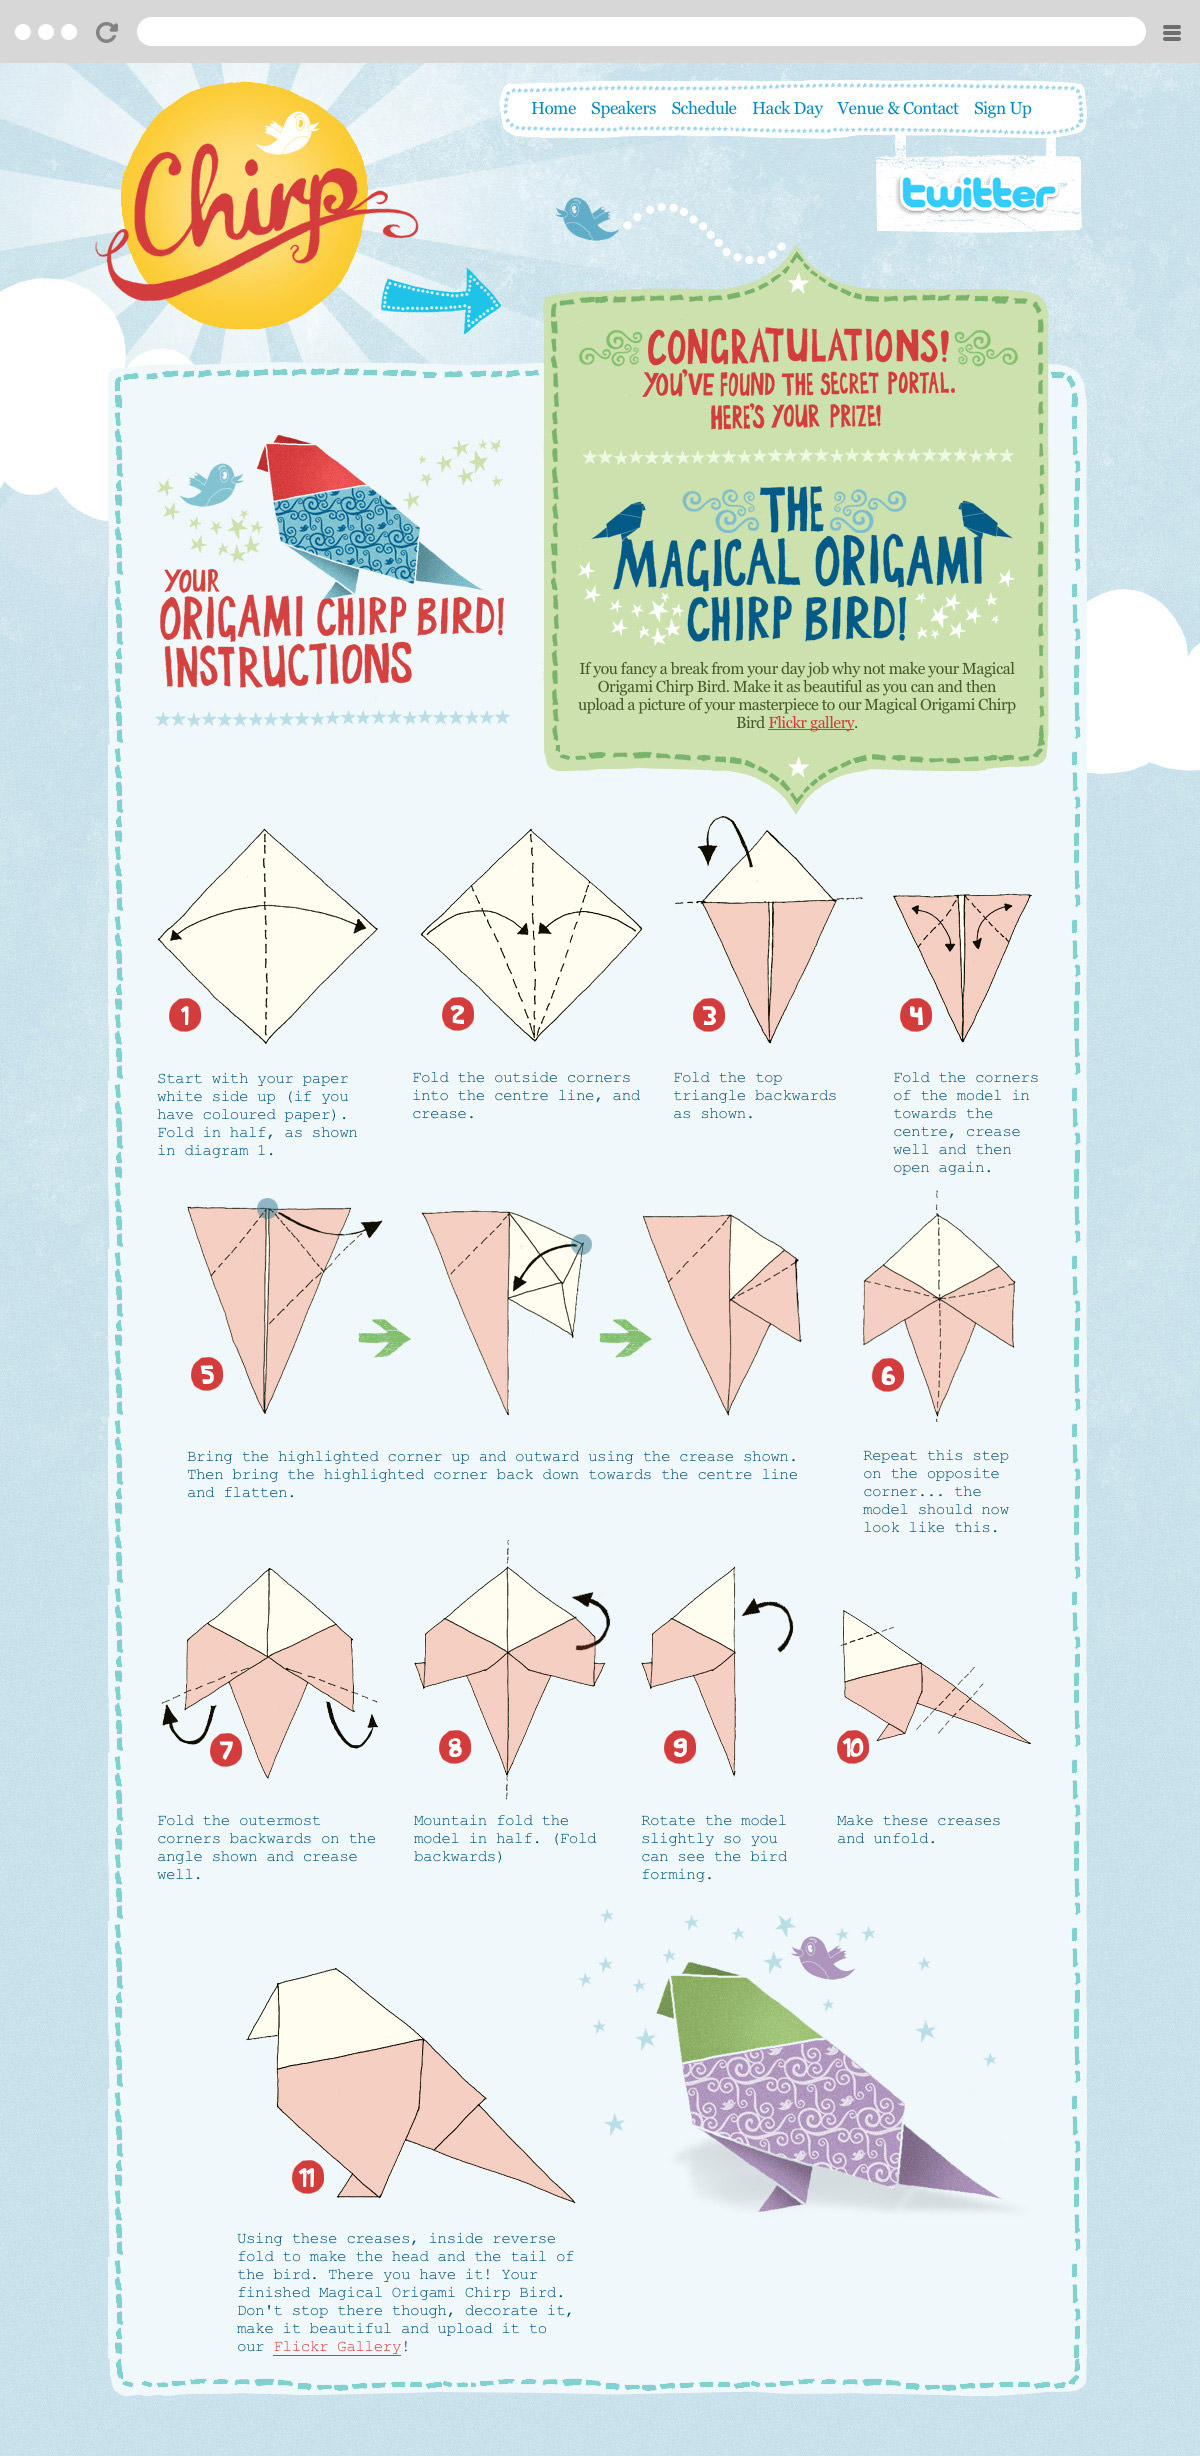 Home Speakers Schedule Hack Day Venue & Contact Sign Up
Chirp
twitter
CONGRATULATIONS!
YOU'VE FOUND THE SECRET PORTAL.
HERE'S YOUR PRIZE!
THE
MAGICAL ORIGAMI
CHIRP BIRD!
If you fancy a break from your day job why not make your Magical
Origami Chirp Bird. Make it as beautiful as you can and then
upload a picture of your masterpiece to our Magical Origami Chirp
Bird Flickr gallery.
YOUR
ORIGAMI CHIRP BIRD!
INSTRUCTIONS
1
Start with your paper
white side up (if you
have coloured paper).
Fold in half, as shown
in diagram 1.
2
Fold the outside corners
into the centre line, and
crease.
3
Fold the top
triangle backwards
as shown.
4
Fold the corners
of the model in
towards the
centre, crease
well and then
open again.
5
Bring the highlighted corner up and outward using the crease shown.
Then bring the highlighted corner back down towards the centre line
and flatten.
6
Repeat this step
on the opposite
corner... the
model should now
look like this.
7
Fold the outermost
corners backwards on the
angle shown and crease
well.
8
Mountain fold the
model in half. (Fold
backwards)
9
Rotate the model
slightly so you
can see the bird
forming.
10
Make these creases
and unfold.
11
Using these creases, inside reverse
fold to make the head and the tail of
the bird. There you have it! Your
finished Magical Origami Chirp Bird.
Don't stop there though, decorate it,
make it beautiful and upload it to
our Flickr Gallery!